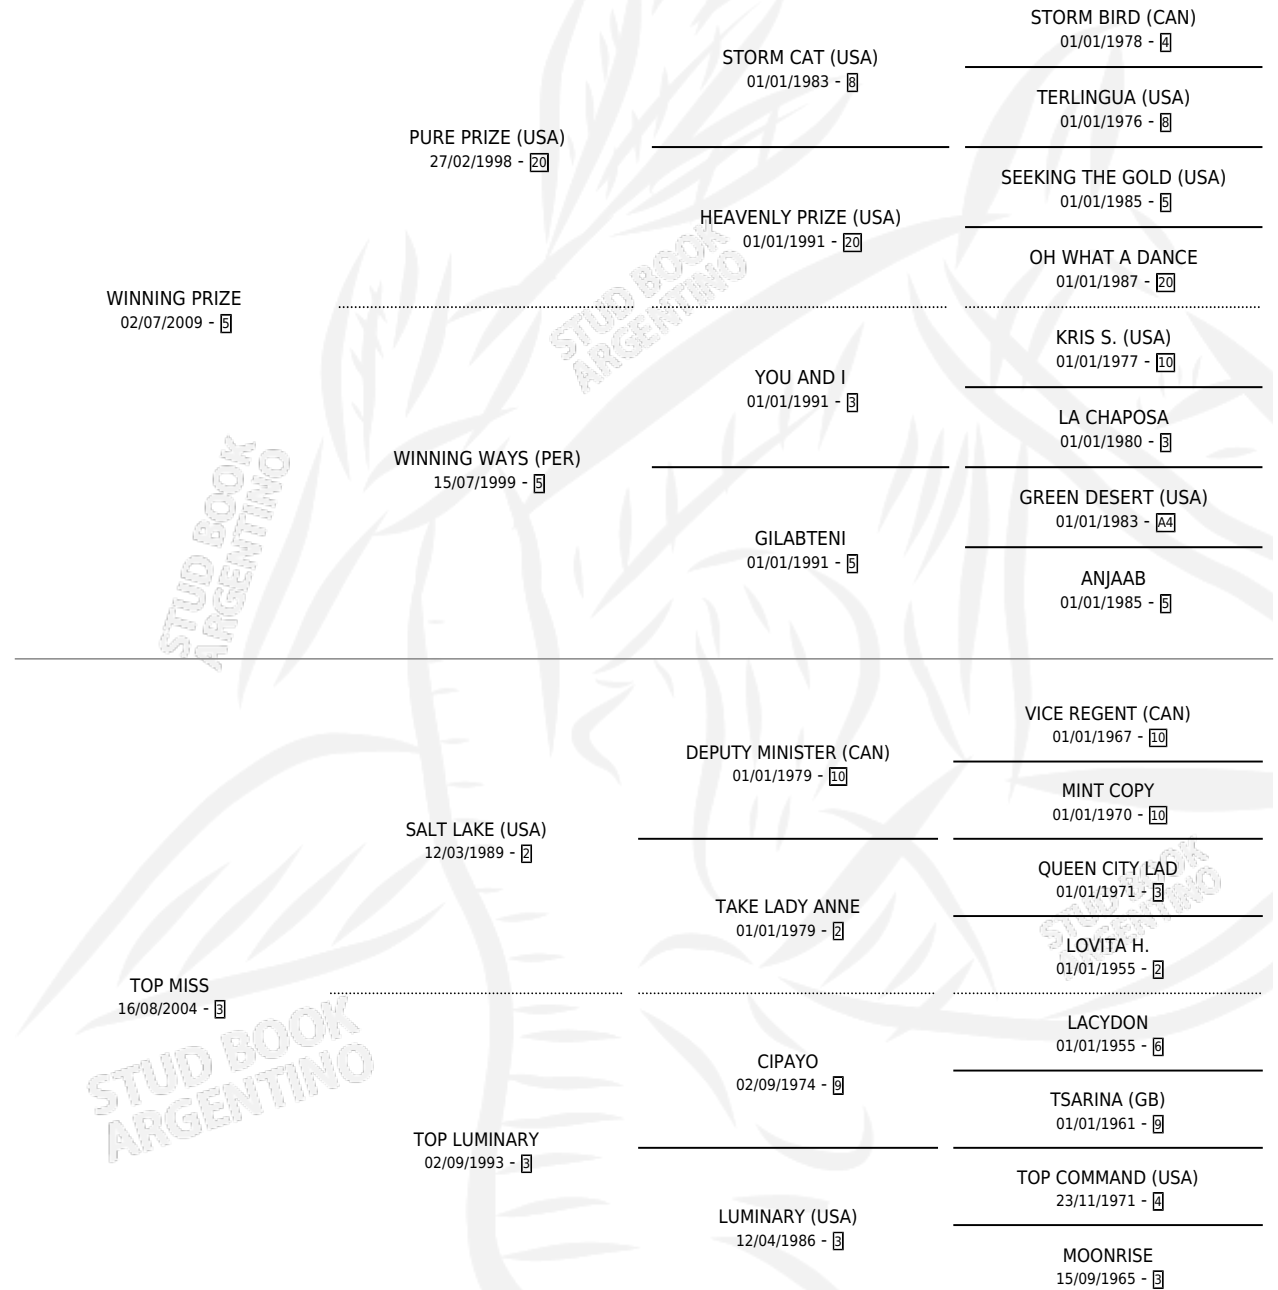 STORM BIRD (CAN)
01/01/1978 - 4
STORM CAT (USA)
01/01/1983 - 8
TERLINGUA (USA)
01/01/1976 - 8
PURE PRIZE (USA)
27/02/1998 - 20
SEEKING THE GOLD (USA)
01/01/1985 - 5
HEAVENLY PRIZE (USA)
01/01/1991 - 20
OH WHAT A DANCE
01/01/1987 - 20
WINNING PRIZE
02/07/2009 - 5
KRIS S. (USA)
01/01/1977 - 10
YOU AND I
01/01/1991 - 3
LA CHAPOSA
01/01/1980 - 3
WINNING WAYS (PER)
15/07/1999 - 5
GREEN DESERT (USA)
01/01/1983 - A4
GILABTENI
01/01/1991 - 5
ANJAAB
01/01/1985 - 5
STUD BOOK
ARGENTINO
STUD BOOK
ARGENTINO
VICE REGENT (CAN)
01/01/1967 - 10
DEPUTY MINISTER (CAN)
01/01/1979 - 10
MINT COPY
01/01/1970 - 10
SALT LAKE (USA)
12/03/1989 - 2
QUEEN CITY LAD
01/01/1971 - 3
TAKE LADY ANNE
01/01/1979 - 2
LOVITA H.
01/01/1955 - 2
TOP MISS
16/08/2004 - 3
LACYDON
01/01/1955 - 6
CIPAYO
02/09/1974 - 9
TSARINA (GB)
01/01/1961 - 9
TOP LUMINARY
02/09/1993 - 3
TOP COMMAND (USA)
23/11/1971 - 4
LUMINARY (USA)
12/04/1986 - 3
MOONRISE
15/09/1965 - 3
STUD BOOK
ARGENTINO
STUD BOOK
ARGENTINO